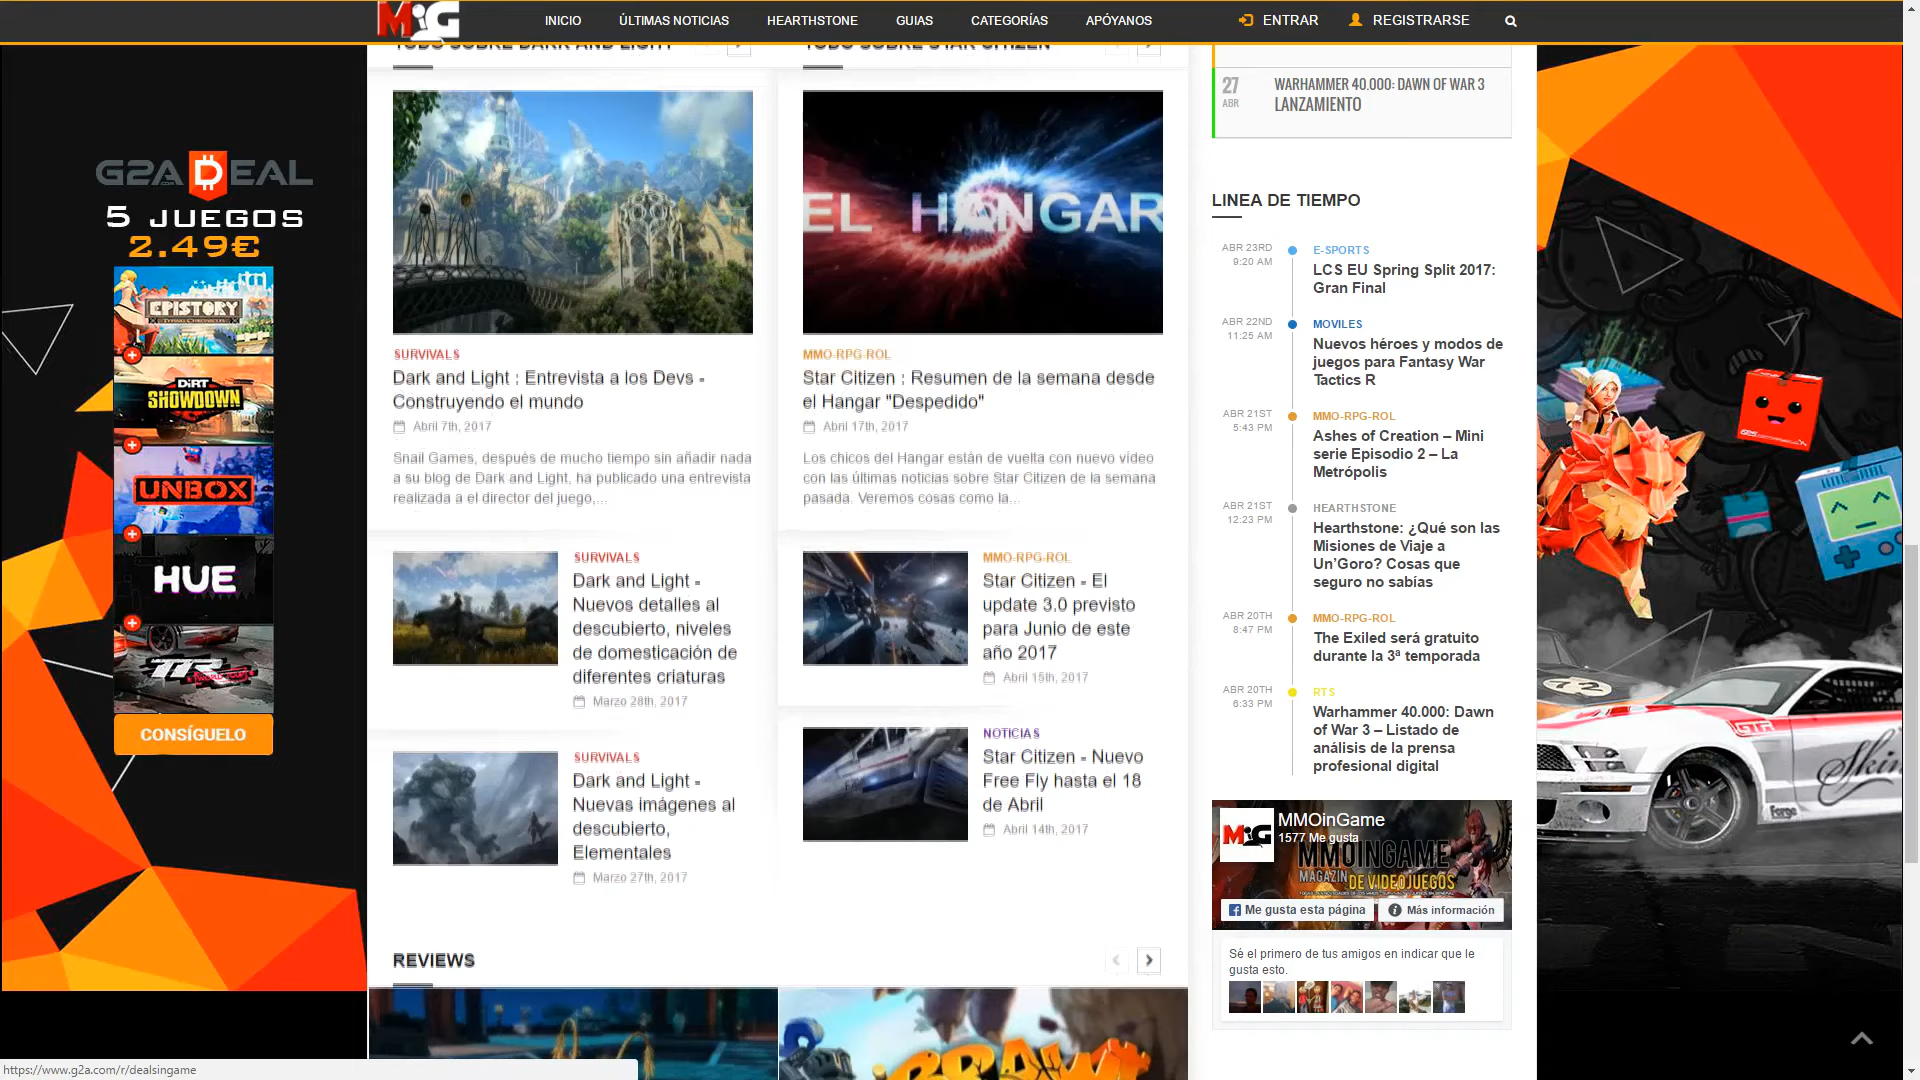 MiG
INICIO
ÚLTIMAS NOTICIAS
HEARTHSTONE
GUIAS
CATEGORÍAS
APÓYANOS
ENTRAR
REGISTRARSE
TODO SOBRE DARK AND LIGHT
TODO SOBRE STAR CITIZEN
G2A DEAL
5 JUEGOS
2.49€
EPISTORY
TYPING CHRONICLES
DiRT
SHOWDOWN
UNBOX
HUE
TTR
CONSÍGUELO
SURVIVALS
Dark and Light : Entrevista a los Devs -
Construyendo el mundo
Abril 7th, 2017
Snail Games, después de mucho tiempo sin añadir nada
a su blog de Dark and Light, ha publicado una entrevista
realizada a el director del juego,...
SURVIVALS
Dark and Light -
Nuevos detalles al
descubierto, niveles
de domesticación de
diferentes criaturas
Marzo 28th, 2017
SURVIVALS
Dark and Light -
Nuevas imágenes al
descubierto,
Elementales
Marzo 27th, 2017
EL HANGAR
MMO-RPG-ROL
Star Citizen : Resumen de la semana desde
el Hangar "Despedido"
Abril 17th, 2017
Los chicos del Hangar están de vuelta con nuevo vídeo
con las últimas noticias sobre Star Citizen de la semana
pasada. Veremos cosas como la...
MMO-RPG-ROL
Star Citizen - El
update 3.0 previsto
para Junio de este
año 2017
Abril 15th, 2017
NOTICIAS
Star Citizen - Nuevo
Free Fly hasta el 18
de Abril
Abril 14th, 2017
REVIEWS
BRAWL
27
ABR
WARHAMMER 40.000: DAWN OF WAR 3
LANZAMIENTO
LINEA DE TIEMPO
ABR 23RD
9:20 AM
E-SPORTS
LCS EU Spring Split 2017:
Gran Final
ABR 22ND
11:25 AM
MOVILES
Nuevos héroes y modos de
juegos para Fantasy War
Tactics R
ABR 21ST
5:43 PM
MMO-RPG-ROL
Ashes of Creation – Mini
serie Episodio 2 – La
Metrópolis
ABR 21ST
12:23 PM
HEARTHSTONE
Hearthstone: ¿Qué son las
Misiones de Viaje a
Un'Goro? Cosas que
seguro no sabías
ABR 20TH
8:47 PM
MMO-RPG-ROL
The Exiled será gratuito
durante la 3ª temporada
ABR 20TH
6:33 PM
RTS
Warhammer 40.000: Dawn
of War 3 – Listado de
análisis de la prensa
profesional digital
MiG
MMOinGame
1577 Me gusta
MMOINGAME
MAGAZIN
DE VIDEOJUEGOS
Me gusta esta página
Más información
Sé el primero de tus amigos en indicar que le
gusta esto.
42
GTR
Skin
Forge
https://www.g2a.com/r/dealsingame